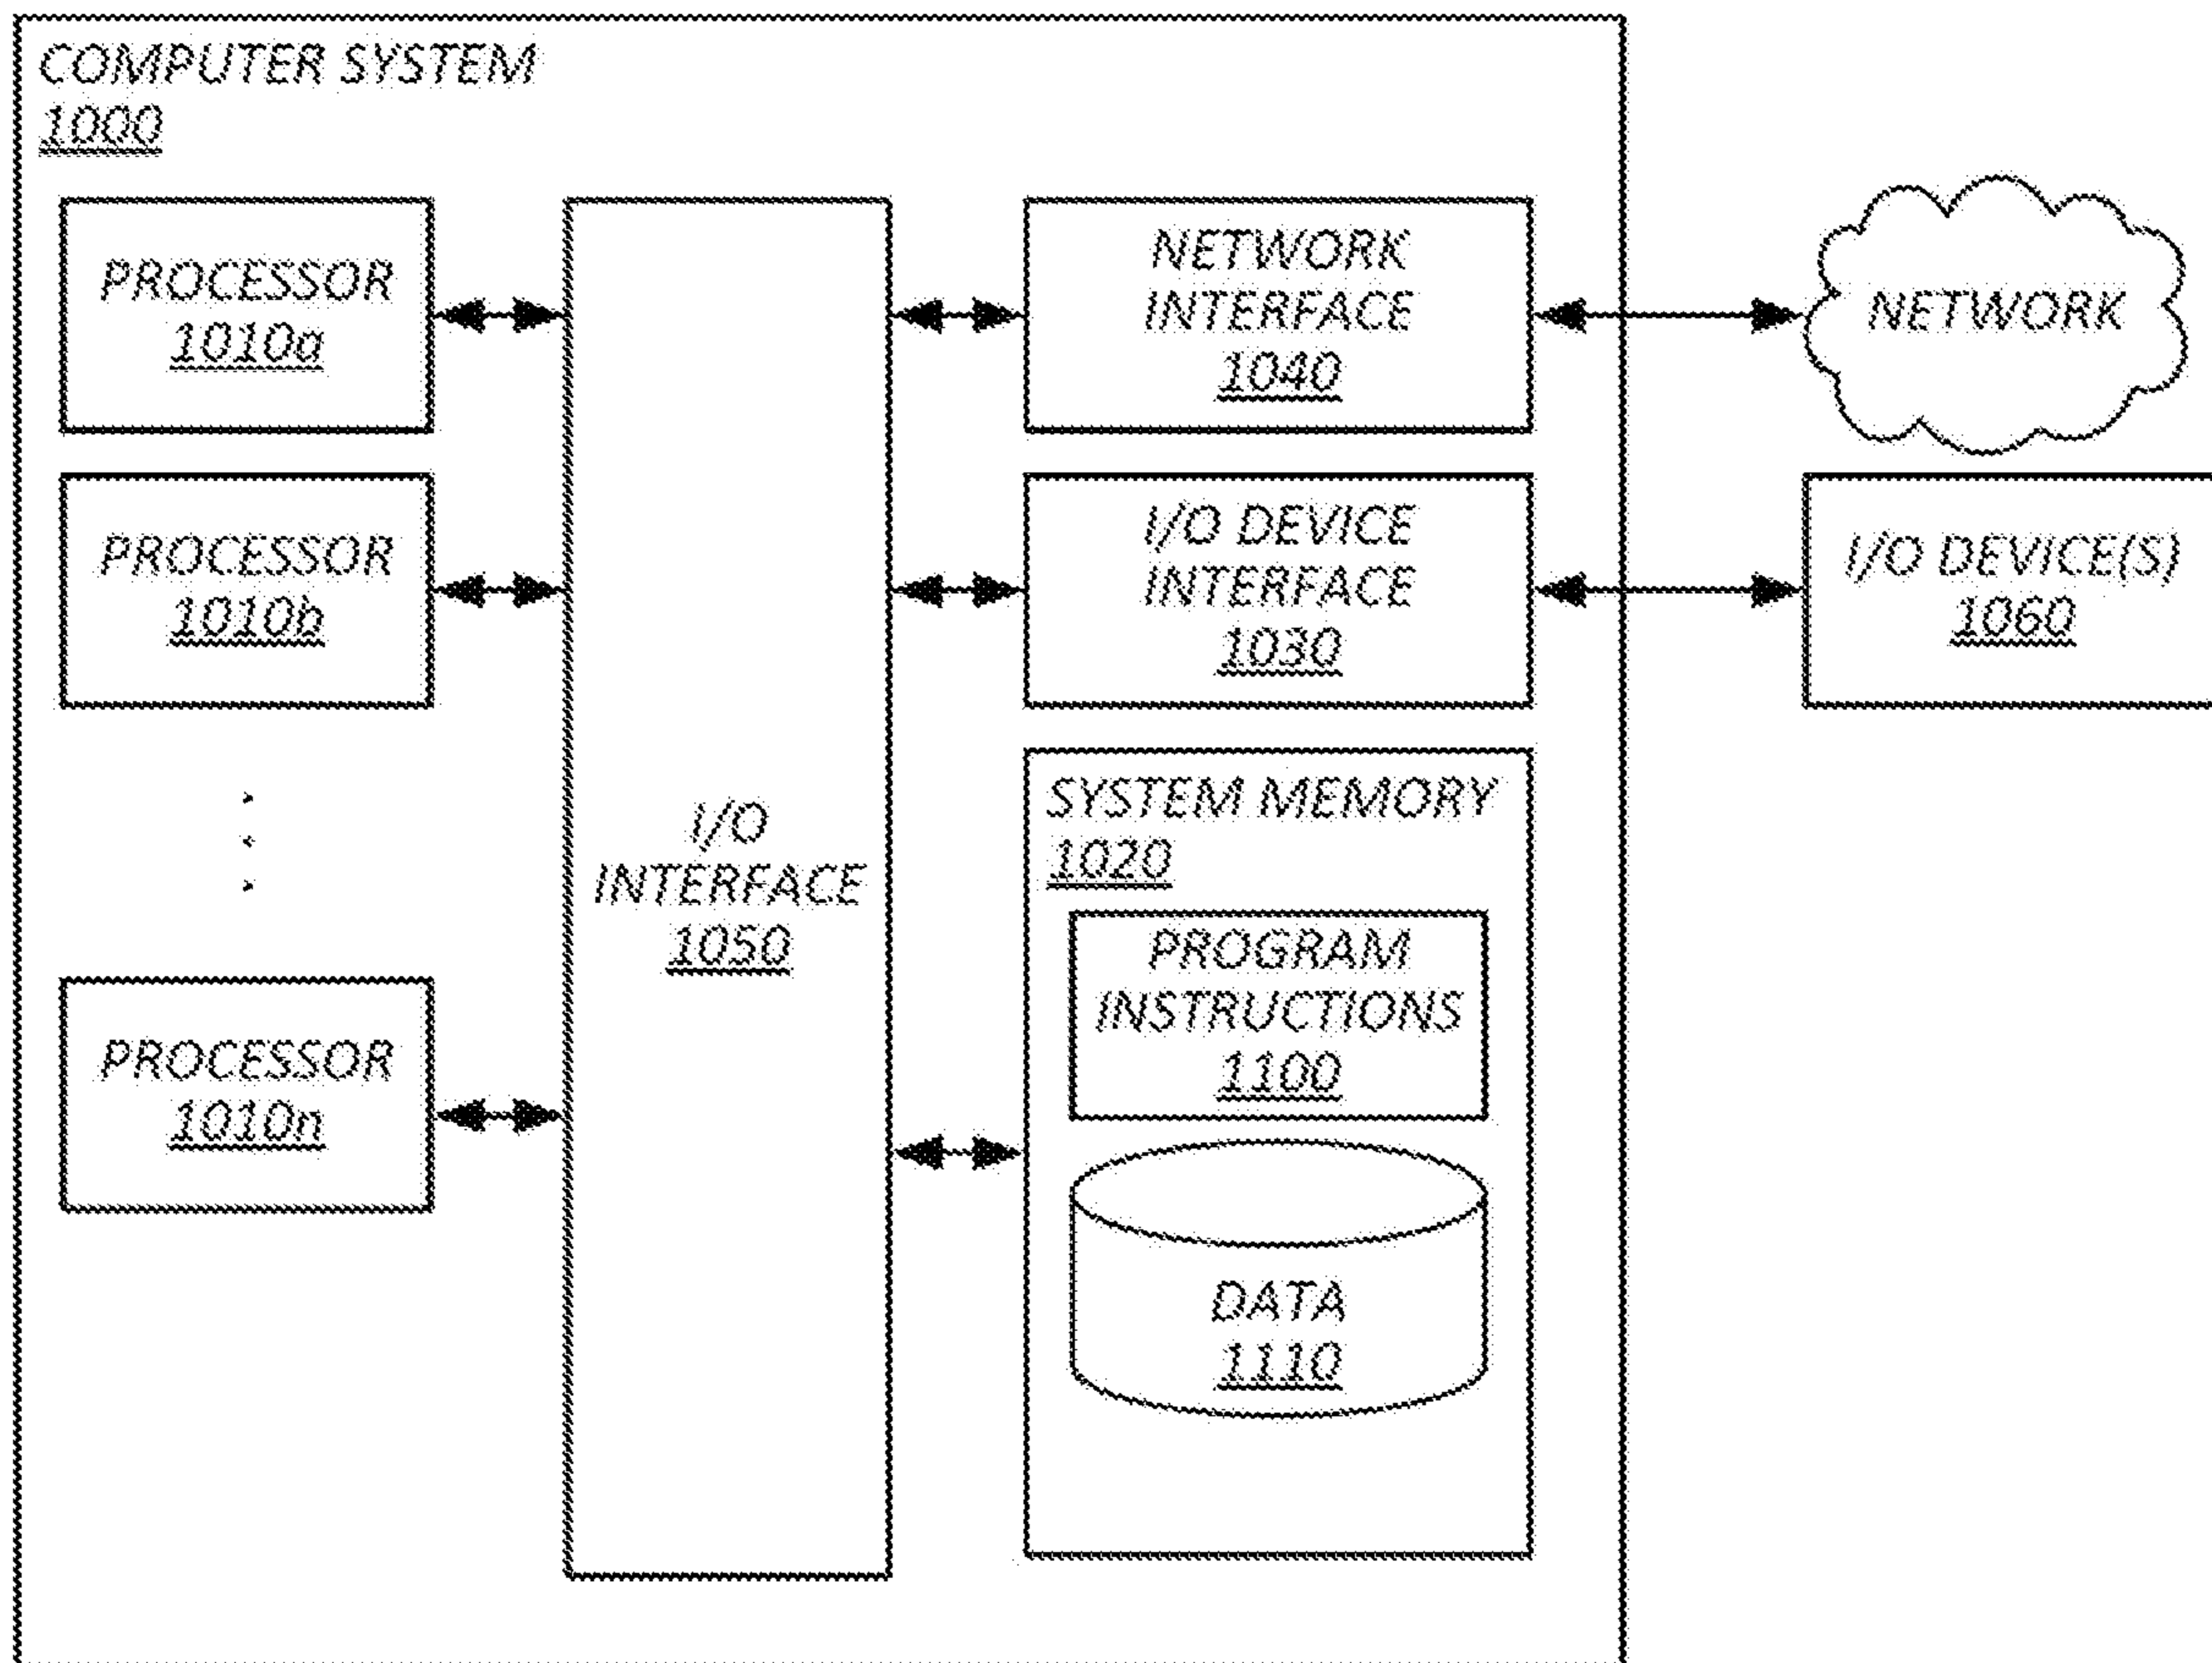 COMPUTER SYSTEM
1000
PROCESSOR
1010a
PROCESSOR
1010b
PROCESSOR
1010n
I/O
INTERFACE
1050
NETWORK
INTERFACE
1040
I/O DEVICE
INTERFACE
1030
SYSTEM MEMORY
1020
PROGRAM
INSTRUCTIONS
1100
DATA
1110
NETWORK
I/O DEVICE(S)
1060